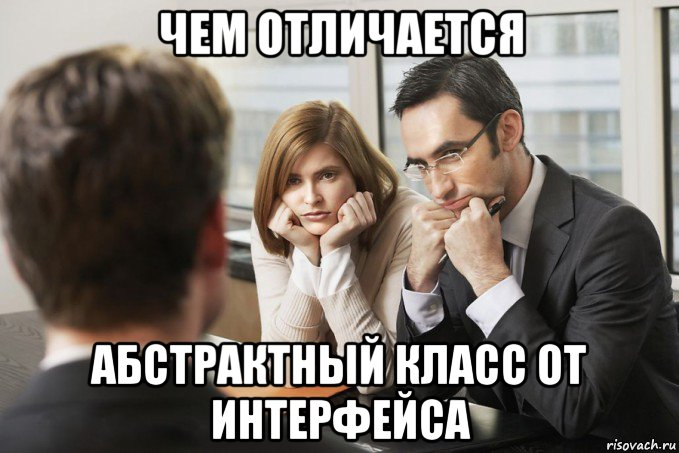 ЧЕМ ОТЛИЧАЕТСЯ
АБСТРАКТНЫЙ КЛАСС ОТ
ИНТЕРФЕЙСА
risovach.ru